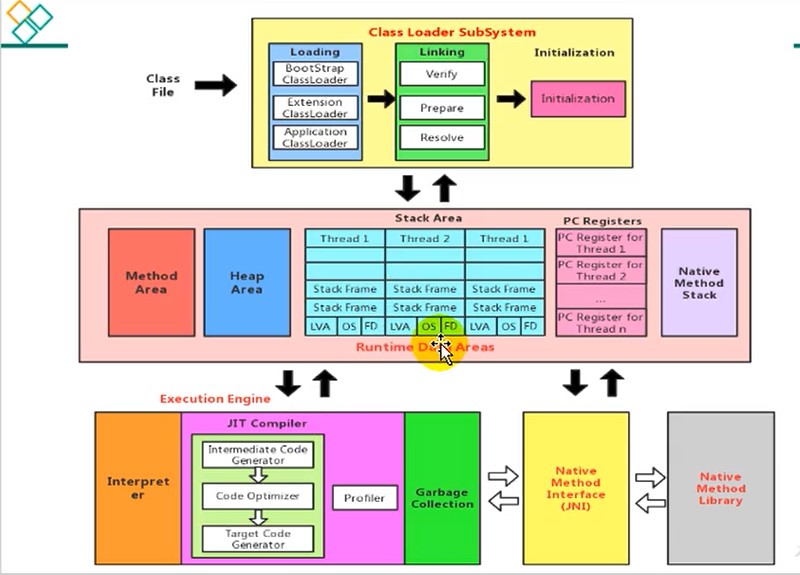 Class Loader SubSystem
Loading
Linking
Initialization
BootStrap
ClassLoader
Verify
Class
File
Extension
ClassLoader
Prepare
Initialization
Application
ClassLoader
Resolve
Stack Area
PC Registers
Thread 1
Thread 2
Thread 1
PC Register for
Thread 1
PC Register for
Thread 2
Method
Area
Heap
Area
Native
Method
Stack
Stack Frame
Stack Frame
Stack Frame
...
Stack Frame
Stack Frame
Stack Frame
PC Register for
Thread n
LVA
OS
FD
LVA
OS
FD
LVA
OS
FD
Runtime Areas
Execution Engine
JIT Compiler
Intermediate Code
Generator
Interpret
er
Code Optimizer
Profiler
Garbage
Collection
Native
Method
Interface
(JNI)
Native
Method
Library
Target Code
Generator